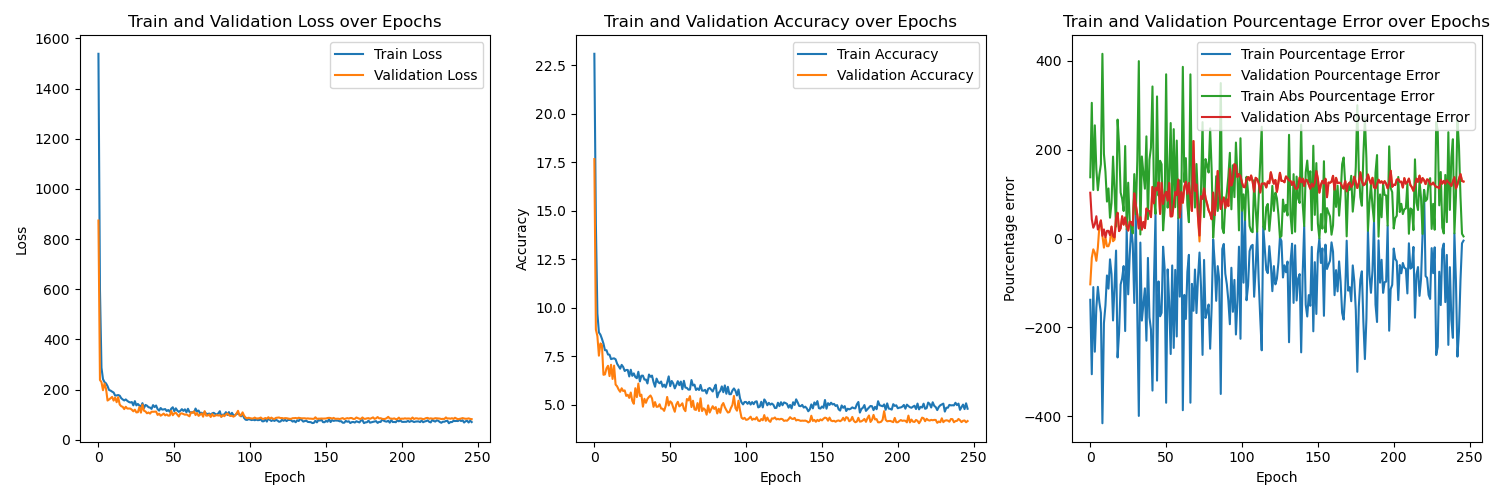 Train and Validation Loss over Epochs
1600
1400
1200
1000
800
600
400
200
0
Loss
0
50
100
150
200
250
Epoch
Train Loss
Validation Loss
Train and Validation Accuracy over Epochs
22.5
20.0
17.5
15.0
12.5
10.0
7.5
5.0
Accuracy
0
50
100
150
200
250
Epoch
Train Accuracy
Validation Accuracy
Train and Validation Pourcentage Error over Epochs
400
200
0
−200
−400
Pourcentage error
0
50
100
150
200
250
Epoch
Train Pourcentage Error
Validation Pourcentage Error
Train Abs Pourcentage Error
Validation Abs Pourcentage Error